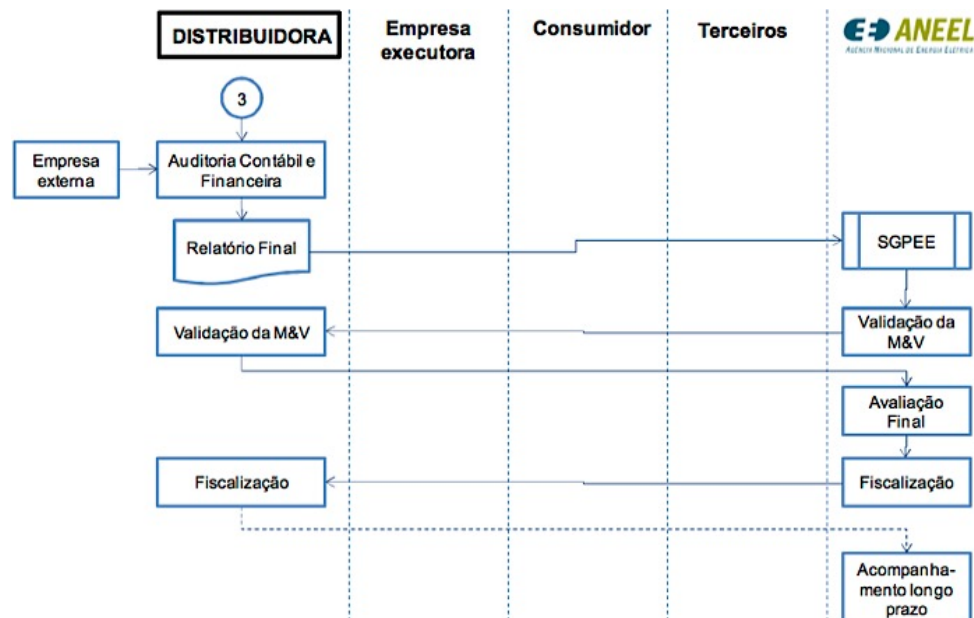 DISTRIBUIDORA
Empresa
executora
Consumidor
Terceiros
ANEEL
AGÊNCIA NACIONAL DE ENERGIA ELÉTRICA
3
Empresa
externa
Auditoria Contábil e
Financeira
Relatório Final
SGPEE
Validação da M&V
Validação da
M&V
Avaliação
Final
Fiscalização
Fiscalização
Acompanha-
mento longo
prazo